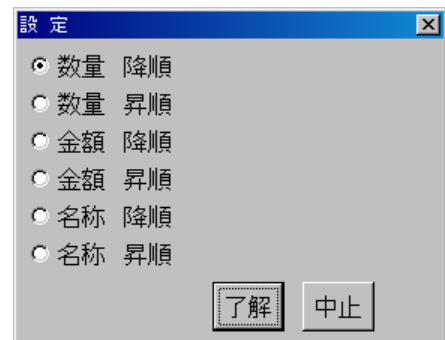 設 定
数量 降順
数量 昇順
金額 降順
金額 昇順
名称 降順
名称 昇順
了解 中止